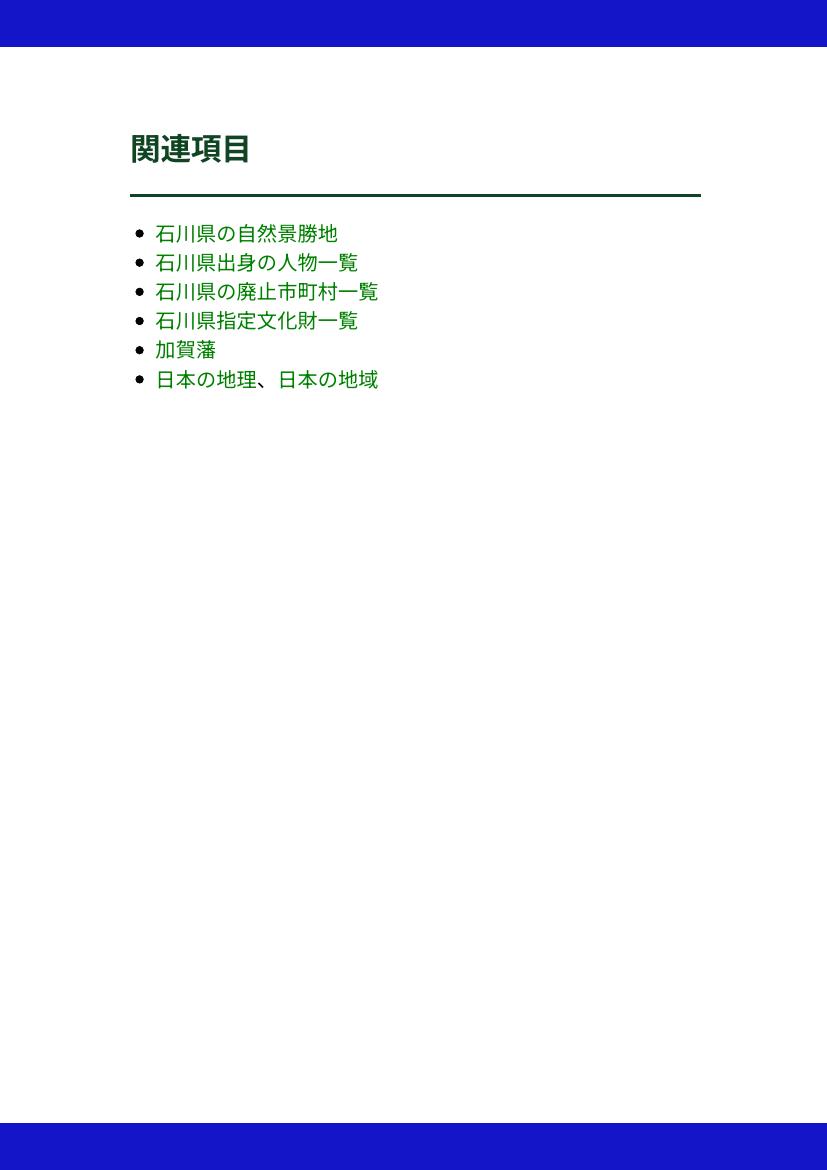 関連項目
石川県の自然景勝地
石川県出身の人物一覧
石川県の廃止市町村一覧
石川県指定文化財一覧
加賀藩
日本の地理、日本の地域